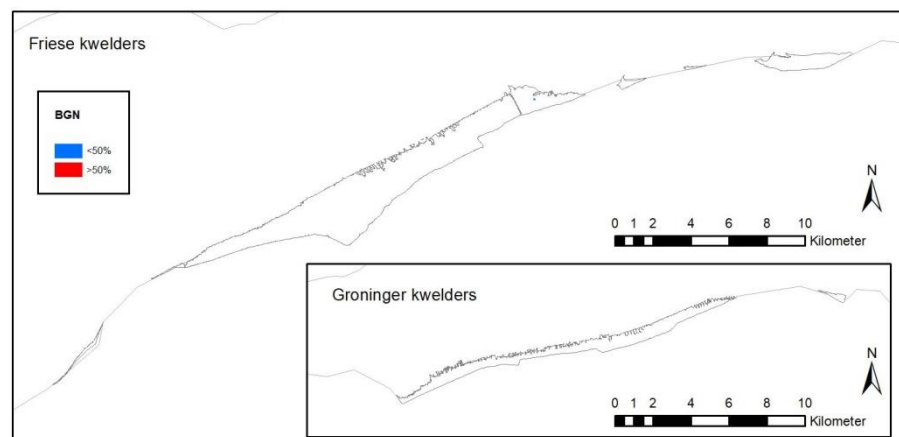 Friese kwelders
BGN
<50%
>50%
N
0 1 2 4 6 8 10
Kilometer
Groninger kwelders
N
0 1 2 4 6 8 10
Kilometer